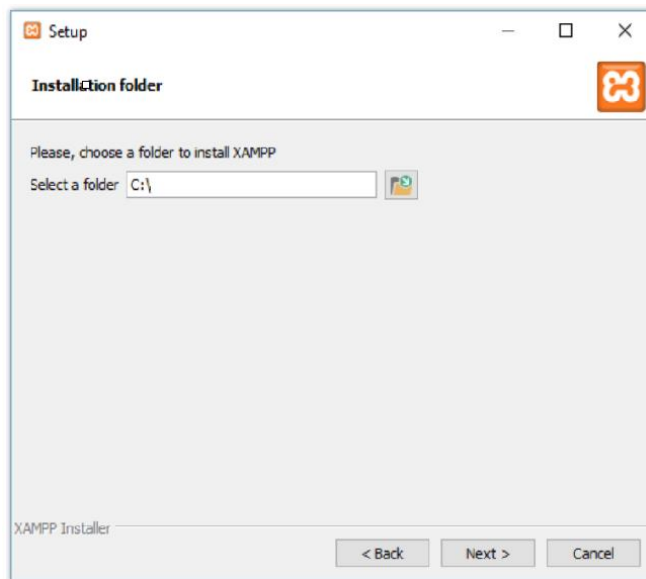 Setup
Installation folder
Please, choose a folder to install XAMPP
Select a folder C:\
XAMPP Installer
< Back Next > Cancel